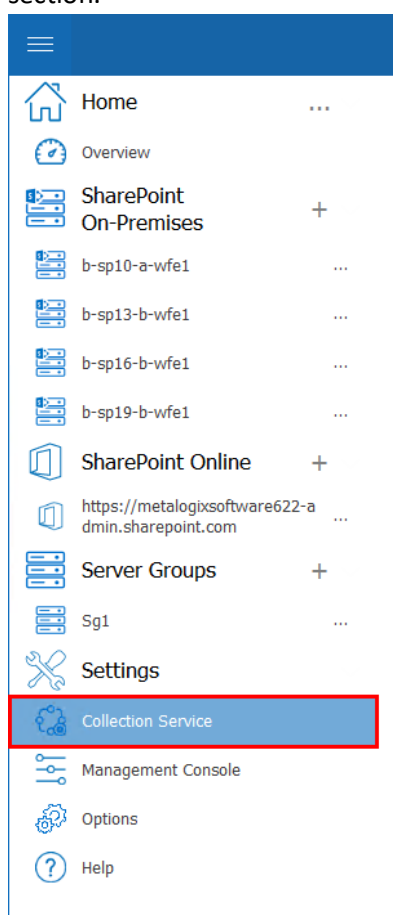 section.
Home ...
Overview
SharePoint
On-Premises +
b-sp10-a-wfe1 ...
b-sp13-b-wfe1 ...
b-sp16-b-wfe1 ...
b-sp19-b-wfe1 ...
SharePoint Online +
https://metalogixsoftware622-a
dmin.sharepoint.com ...
Server Groups +
Sg1 ...
Settings
Collection Service
Management Console
Options
? Help